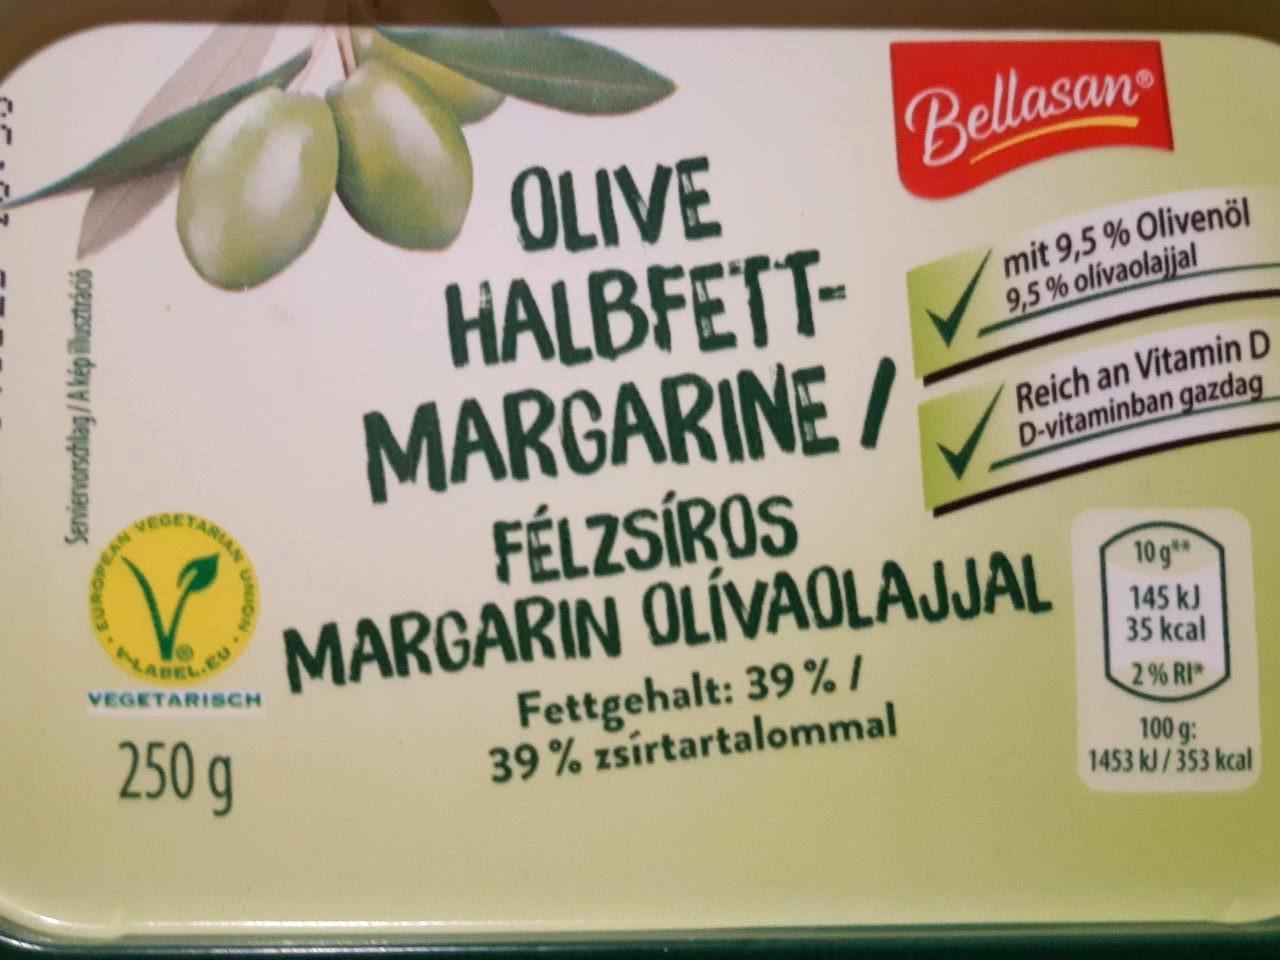 Bellasan®
OLIVE
HALBFETT-
MARGARINE /
FÉLZSÍROS
MARGARIN OLÍVAOLAJJAL
Fettgehalt: 39 % /
39 % zsírtartalommal
mit 9,5 % Olivenöl
9,5 % olívaolajjal
Reich an Vitamin D
D-vitaminban gazdag
10 g**
145 kJ
35 kcal
2 % RI*
100 g:
1453 kJ / 353 kcal
Serviervorschlag / A kép illusztráció
EUROPEAN VEGETARIAN UNION
V-LABEL.EU
®
VEGETARISCH
250 g